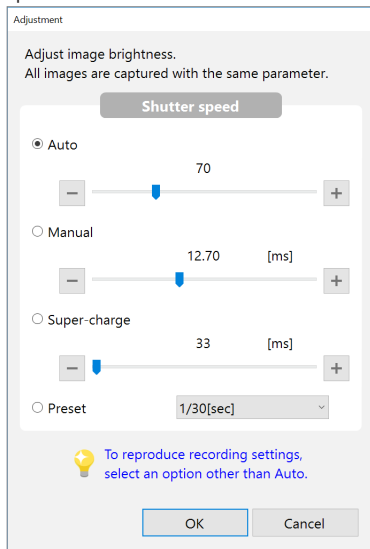 Adjustment
Adjust image brightness.
All images are captured with the same parameter.
Shutter speed
Auto
70
Manual
12.70 [ms]
Super-charge
33 [ms]
Preset 1/30[sec]
To reproduce recording settings,
select an option other than Auto.
OK Cancel